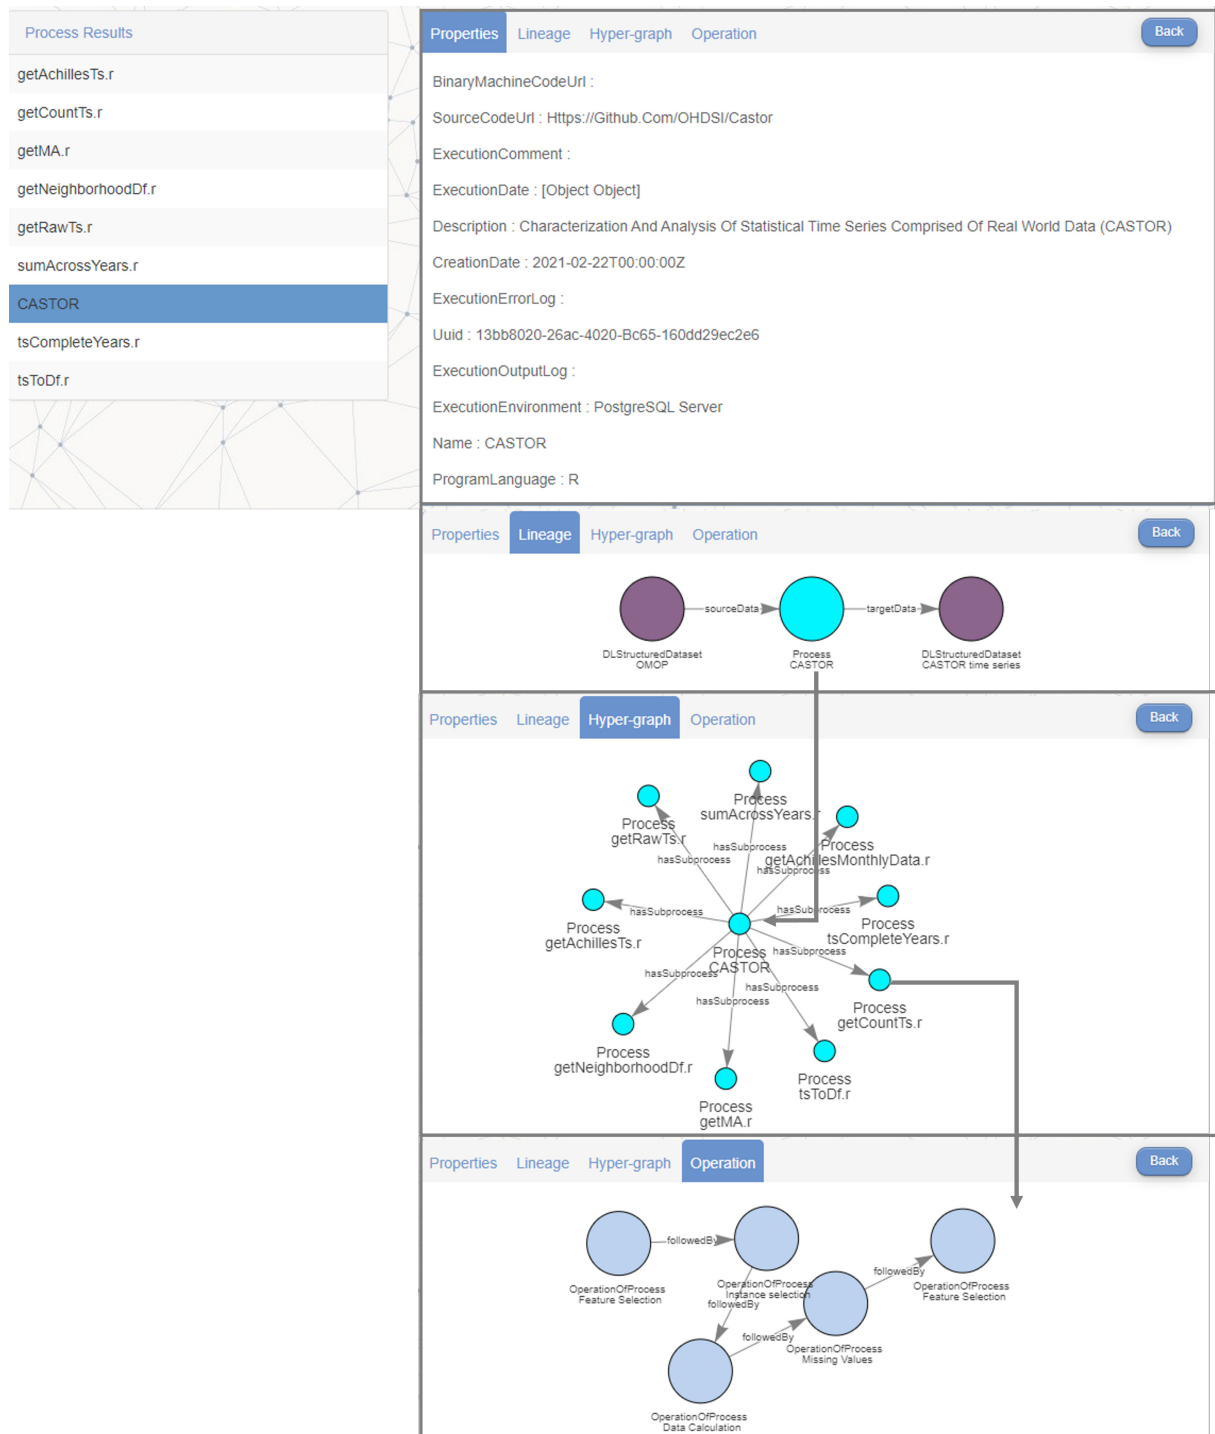 Process Results
getAchillesTs.r
getCountTs.r
getMA.r
getNeighborhoodDf.r
getRawTs.r
sumAcrossYears.r
CASTOR
tsCompleteYears.r
tsToDf.r
Properties Lineage Hyper-graph Operation Back
BinaryMachineCodeUrl :
SourceCodeUrl : Https://Github.Com/OHDSI/Castor
ExecutionComment :
ExecutionDate : [Object Object]
Description : Characterization And Analysis Of Statistical Time Series Comprised Of Real World Data (CASTOR)
CreationDate : 2021-02-22T00:00:00Z
ExecutionErrorLog :
Uuid : 13bb8020-26ac-4020-Bc65-160dd29ec2e6
ExecutionOutputLog :
ExecutionEnvironment : PostgreSQL Server
Name : CASTOR
ProgramLanguage : R
Properties Lineage Hyper-graph Operation Back
sourceData
targetData
DLStructuredDataset
OMOP
Process
CASTOR
DLStructuredDataset
CASTOR time series
Properties Lineage Hyper-graph Operation Back
Process
sumAcrossYears.r
Process
getRawTs.r
Process
getAchillesMonthlyData.r
hasSubprocess
hasSubprocess
hasSubprocess
Process
getAchillesTs.r
hasSubprocess
hasSubprocess
Process
tsCompleteYears.r
Process
CASTOR
hasSubprocess
hasSubprocess
hasSubprocess
hasSubprocess
Process
getCountTs.r
Process
getNeighborhoodDf.r
Process
tsToDf.r
Process
getMA.r
Properties Lineage Hyper-graph Operation Back
followedBy
OperationOfProcess
Feature Selection
OperationOfProcess
Instance selection
followedBy
followedBy
OperationOfProcess
Feature Selection
followedBy
OperationOfProcess
Missing Values
OperationOfProcess
Data Calculation